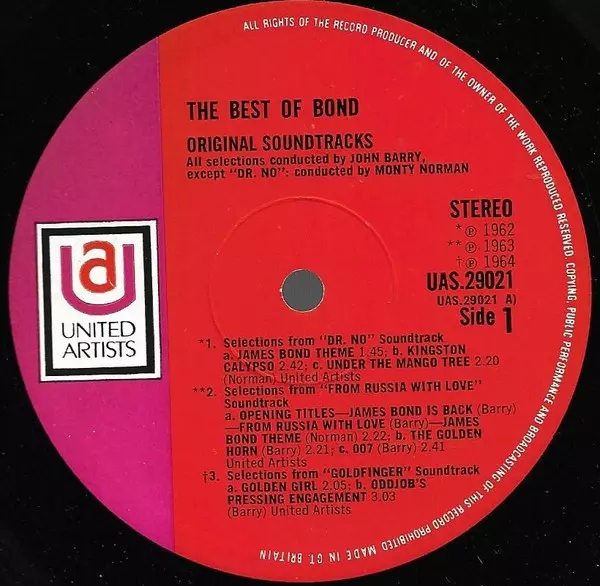 ALL RIGHTS OF THE RECORD PRODUCER AND OF THE OWNER OF THE WORK REPRODUCED RESERVED. COPYING, PUBLIC PERFORMANCE AND BROADCASTING OF THIS RECORD PROHIBITED MADE IN GT. BRITAIN
THE BEST OF BOND
ORIGINAL SOUNDTRACKS
All selections conducted by JOHN BARRY,
except "DR. NO": conducted by MONTY NORMAN
STEREO
*℗ 1962
**℗ 1963
†℗ 1964
UAS.29021
UAS.29021 A)
Side 1
ua
UNITED
ARTISTS
*1. Selections from "DR. NO" Soundtrack
a. JAMES BOND THEME 1.45; b. KINGSTON
CALYPSO 2.42; c. UNDER THE MANGO TREE 2.20
(Norman) United Artists
**2. Selections from "FROM RUSSIA WITH LOVE"
Soundtrack
a. OPENING TITLES—JAMES BOND IS BACK (Barry)
—FROM RUSSIA WITH LOVE (Barry)—JAMES
BOND THEME (Norman) 2.22; b. THE GOLDEN
HORN (Barry) 2.21; c. 007 (Barry) 2.41
United Artists
†3. Selections from "GOLDFINGER" Soundtrack
a. GOLDEN GIRL 2.05; b. ODDJOB'S
PRESSING ENGAGEMENT 3.03
(Barry) United Artists